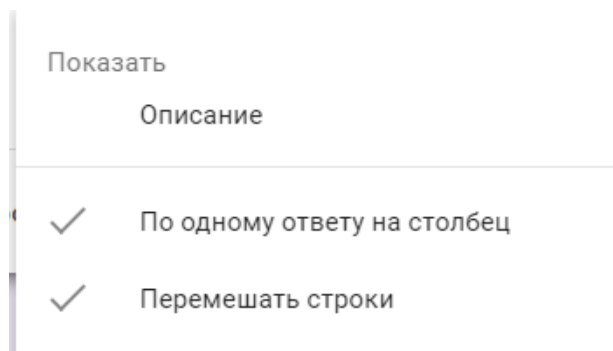 Показать
Описание
По одному ответу на столбец
Перемешать строки